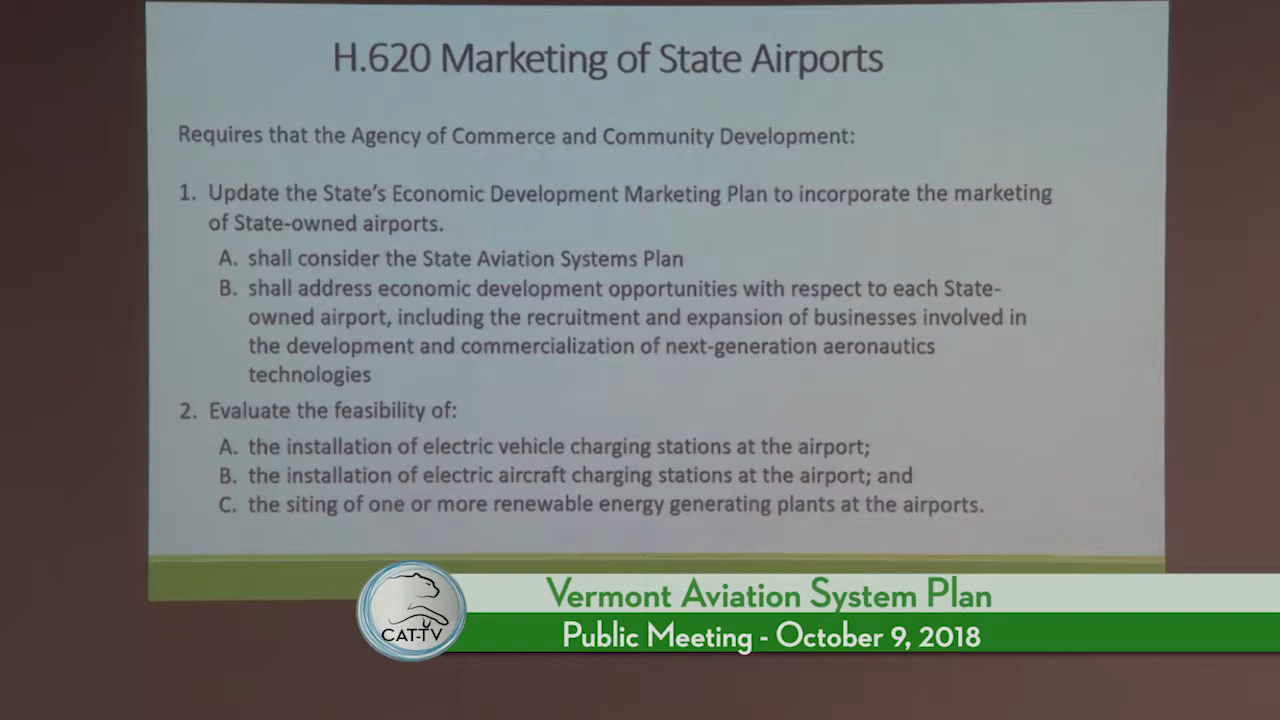 H.620 Marketing of State Airports
Requires that the Agency of Commerce and Community Development:
1. Update the State's Economic Development Marketing Plan to incorporate the marketing
of State-owned airports.
A. shall consider the State Aviation Systems Plan
B. shall address economic development opportunities with respect to each State-
owned airport, including the recruitment and expansion of businesses involved in
the development and commercialization of next-generation aeronautics
technologies
2. Evaluate the feasibility of:
A. the installation of electric vehicle charging stations at the airport;
B. the installation of electric aircraft charging stations at the airport; and
C. the siting of one or more renewable energy generating plants at the airports.
CAT-TV
Vermont Aviation System Plan
Public Meeting - October 9, 2018